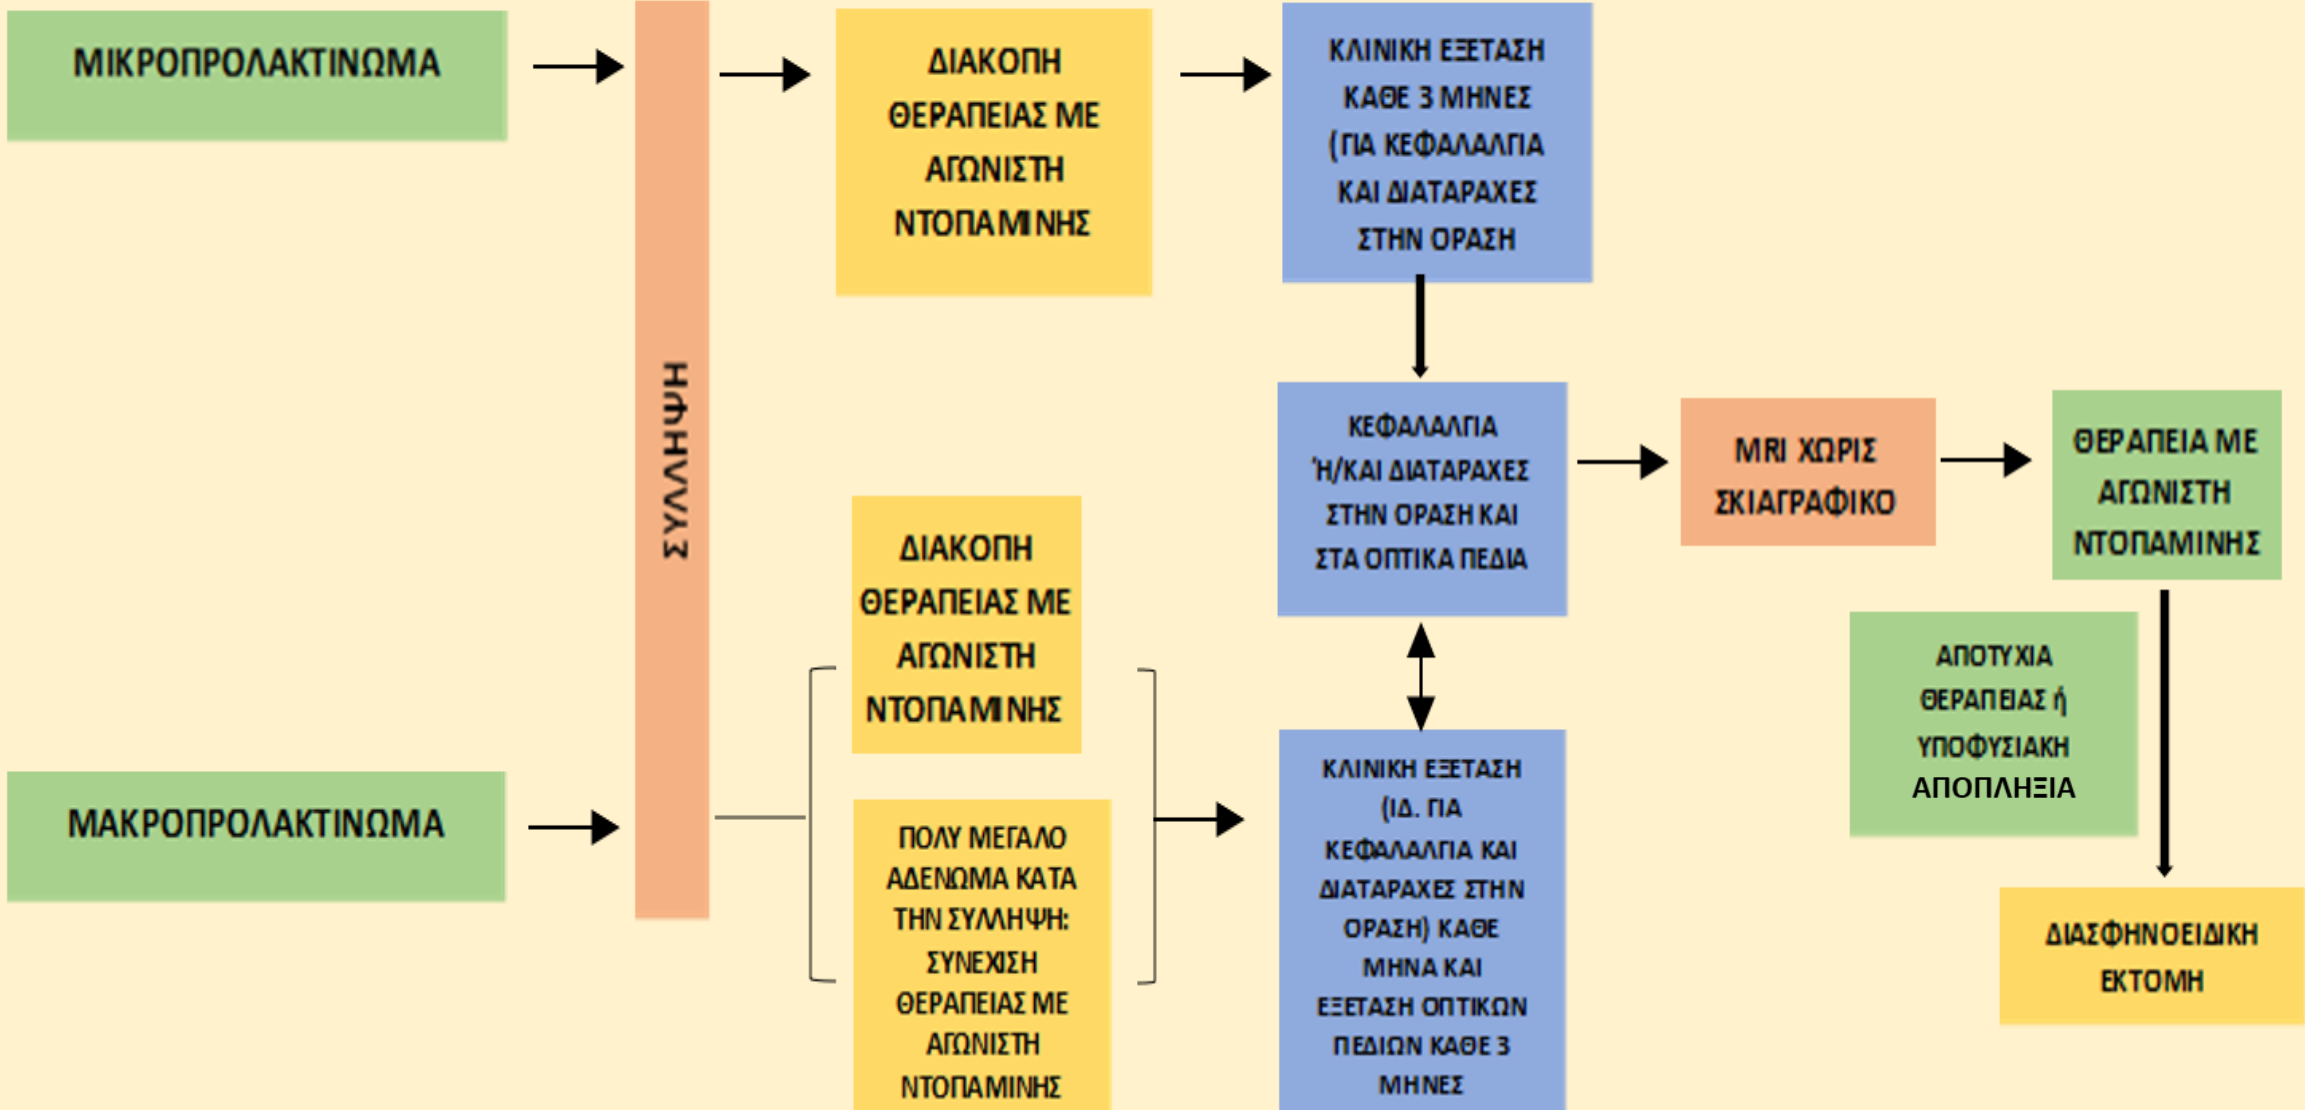 ΜΙΚΡΟΠΡΟΛΑΚΤΙΝΩΜΑ
ΣΥΛΛΗΨΗ
ΔΙΑΚΟΠΗ
ΘΕΡΑΠΕΙΑΣ ΜΕ
ΑΓΩΝΙΣΤΗ
ΝΤΟΠΑΜΙΝΗΣ
ΚΛΙΝΙΚΗ ΕΞΕΤΑΣΗ
ΚΑΘΕ 3 ΜΗΝΕΣ
(ΓΙΑ ΚΕΦΑΛΑΛΓΙΑ
ΚΑΙ ΔΙΑΤΑΡΑΧΕΣ
ΣΤΗΝ ΟΡΑΣΗ
ΚΕΦΑΛΑΛΓΙΑ
Ή/ΚΑΙ ΔΙΑΤΑΡΑΧΕΣ
ΣΤΗΝ ΟΡΑΣΗ ΚΑΙ
ΣΤΑ ΟΠΤΙΚΑ ΠΕΔΙΑ
MRI ΧΩΡΙΣ
ΣΚΙΑΓΡΑΦΙΚΟ
ΘΕΡΑΠΕΙΑ ΜΕ
ΑΓΩΝΙΣΤΗ
ΝΤΟΠΑΜΙΝΗΣ
ΑΠΟΤΥΧΙΑ
ΘΕΡΑΠΕΙΑΣ ή
ΥΠΟΦΥΣΙΑΚΗ
ΑΠΟΠΛΗΞΙΑ
ΔΙΑΣΦΗΝΟΕΙΔΙΚΗ
ΕΚΤΟΜΗ
ΜΑΚΡΟΠΡΟΛΑΚΤΙΝΩΜΑ
ΔΙΑΚΟΠΗ
ΘΕΡΑΠΕΙΑΣ ΜΕ
ΑΓΩΝΙΣΤΗ
ΝΤΟΠΑΜΙΝΗΣ
ΠΟΛΥ ΜΕΓΑΛΟ
ΑΔΕΝΩΜΑ ΚΑΤΑ
ΤΗΝ ΣΥΛΛΗΨΗ:
ΣΥΝΕΧΙΣΗ
ΘΕΡΑΠΕΙΑΣ ΜΕ
ΑΓΩΝΙΣΤΗ
ΝΤΟΠΑΜΙΝΗΣ
ΚΛΙΝΙΚΗ ΕΞΕΤΑΣΗ
(ΙΔ. ΓΙΑ
ΚΕΦΑΛΑΛΓΙΑ ΚΑΙ
ΔΙΑΤΑΡΑΧΕΣ ΣΤΗΝ
ΟΡΑΣΗ) ΚΑΘΕ
ΜΗΝΑ ΚΑΙ
ΕΞΕΤΑΣΗ ΟΠΤΙΚΩΝ
ΠΕΔΙΩΝ ΚΑΘΕ 3
ΜΗΝΕΣ